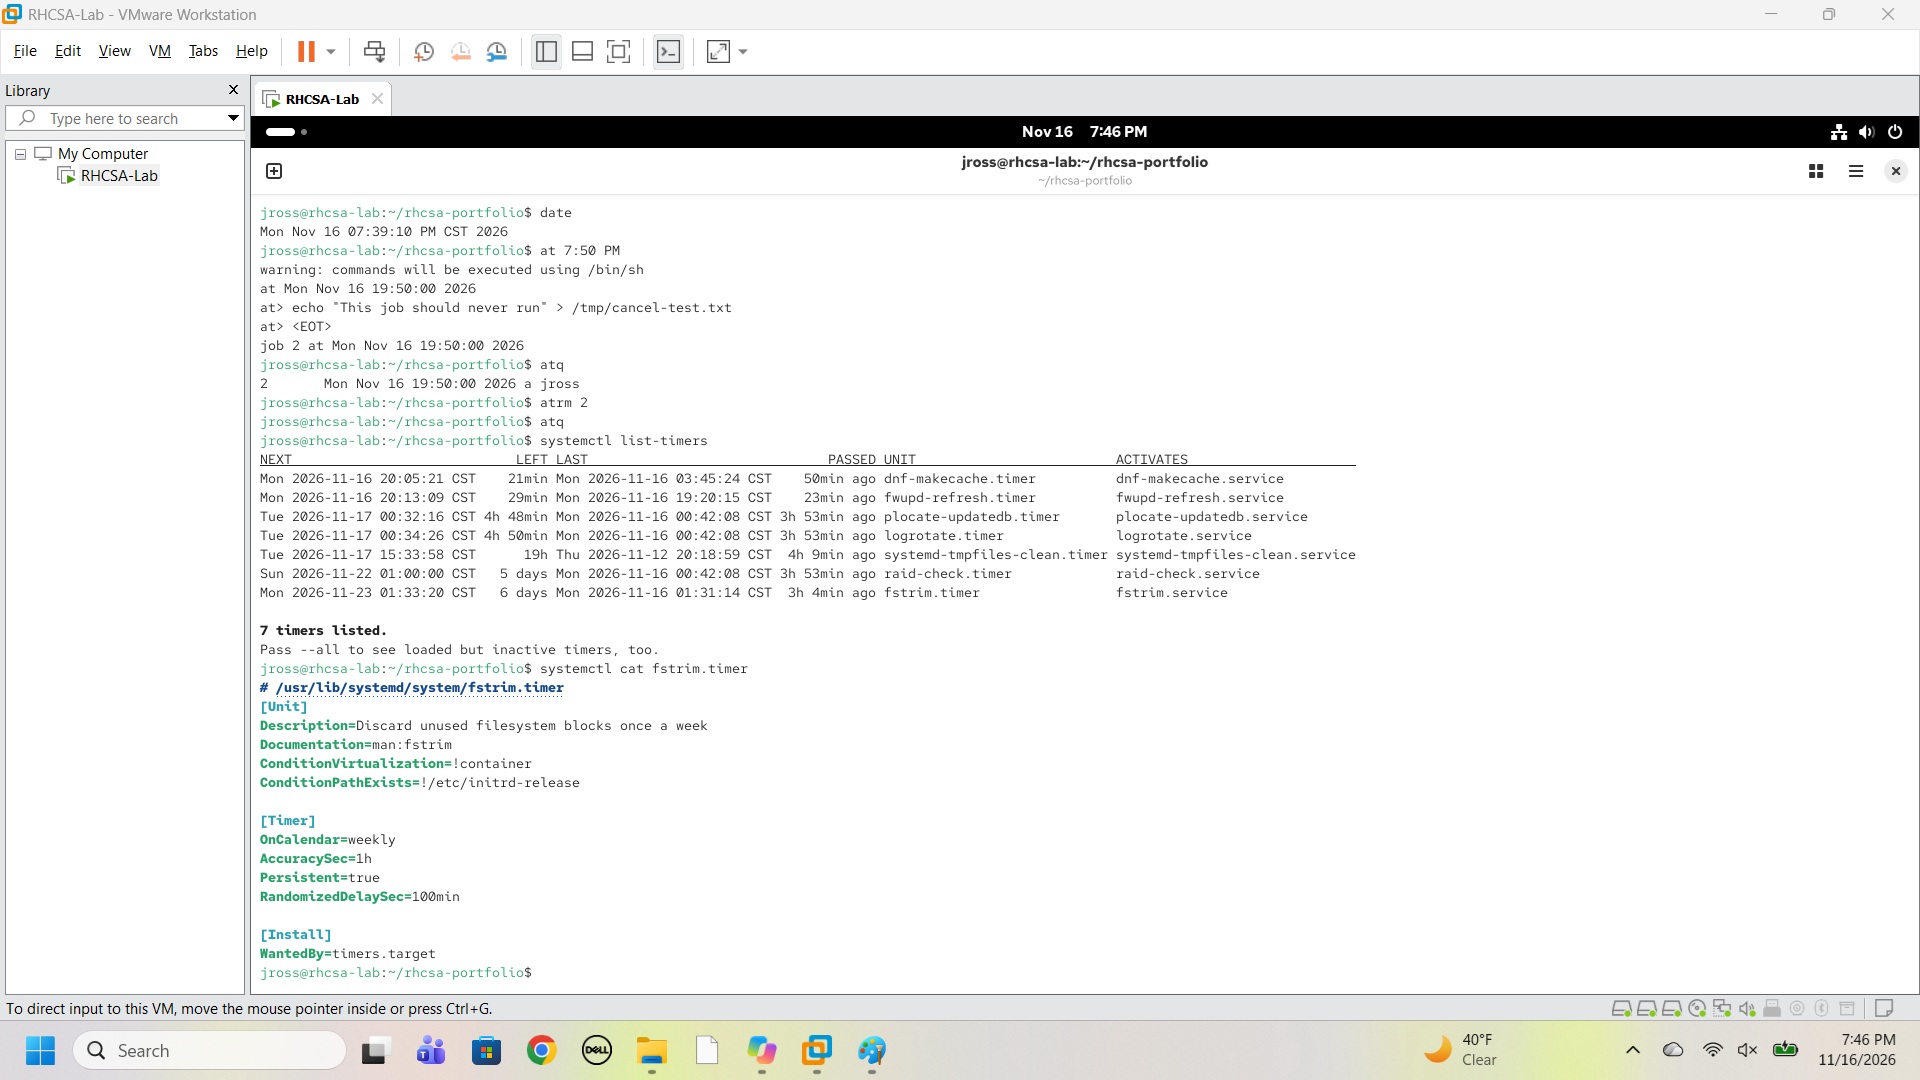 RHCSA-Lab - VMware Workstation
File Edit View VM Tabs Help
Library
Type here to search
My Computer
RHCSA-Lab
RHCSA-Lab
Nov 16 7:46 PM
jross@rhcsa-lab:~/rhcsa-portfolio
~/rhcsa-portfolio
jross@rhcsa-lab:~/rhcsa-portfolio$ date
Mon Nov 16 07:39:10 PM CST 2026
jross@rhcsa-lab:~/rhcsa-portfolio$ at 7:50 PM
warning: commands will be executed using /bin/sh
at Mon Nov 16 19:50:00 2026
at> echo "This job should never run" > /tmp/cancel-test.txt
at> <EOT>
job 2 at Mon Nov 16 19:50:00 2026
jross@rhcsa-lab:~/rhcsa-portfolio$ atq
2       Mon Nov 16 19:50:00 2026 a jross
jross@rhcsa-lab:~/rhcsa-portfolio$ atrm 2
jross@rhcsa-lab:~/rhcsa-portfolio$ atq
jross@rhcsa-lab:~/rhcsa-portfolio$ systemctl list-timers
NEXT                            LEFT LAST                              PASSED UNIT                         ACTIVATES
Mon 2026-11-16 20:05:21 CST    21min Mon 2026-11-16 03:45:24 CST    50min ago dnf-makecache.timer          dnf-makecache.service
Mon 2026-11-16 20:13:09 CST    29min Mon 2026-11-16 19:20:15 CST    23min ago fwupd-refresh.timer          fwupd-refresh.service
Tue 2026-11-17 00:32:16 CST 4h 48min Mon 2026-11-16 00:42:08 CST 3h 53min ago plocate-updatedb.timer       plocate-updatedb.service
Tue 2026-11-17 00:34:26 CST 4h 50min Mon 2026-11-16 00:42:08 CST 3h 53min ago logrotate.timer              logrotate.service
Tue 2026-11-17 15:33:58 CST      19h Thu 2026-11-12 20:18:59 CST  4h 9min ago systemd-tmpfiles-clean.timer systemd-tmpfiles-clean.service
Sun 2026-11-22 01:00:00 CST   5 days Mon 2026-11-16 00:42:08 CST 3h 53min ago raid-check.timer             raid-check.service
Mon 2026-11-23 01:33:20 CST   6 days Mon 2026-11-16 01:31:14 CST  3h 4min ago fstrim.timer                 fstrim.service
7 timers listed.
Pass --all to see loaded but inactive timers, too.
jross@rhcsa-lab:~/rhcsa-portfolio$ systemctl cat fstrim.timer
# /usr/lib/systemd/system/fstrim.timer
[Unit]
Description=Discard unused filesystem blocks once a week
Documentation=man:fstrim
ConditionVirtualization=!container
ConditionPathExists=!/etc/initrd-release
[Timer]
OnCalendar=weekly
AccuracySec=1h
Persistent=true
RandomizedDelaySec=100min
[Install]
WantedBy=timers.target
jross@rhcsa-lab:~/rhcsa-portfolio$
To direct input to this VM, move the mouse pointer inside or press Ctrl+G.
Search
DELL
40°F
Clear
7:46 PM
11/16/2026